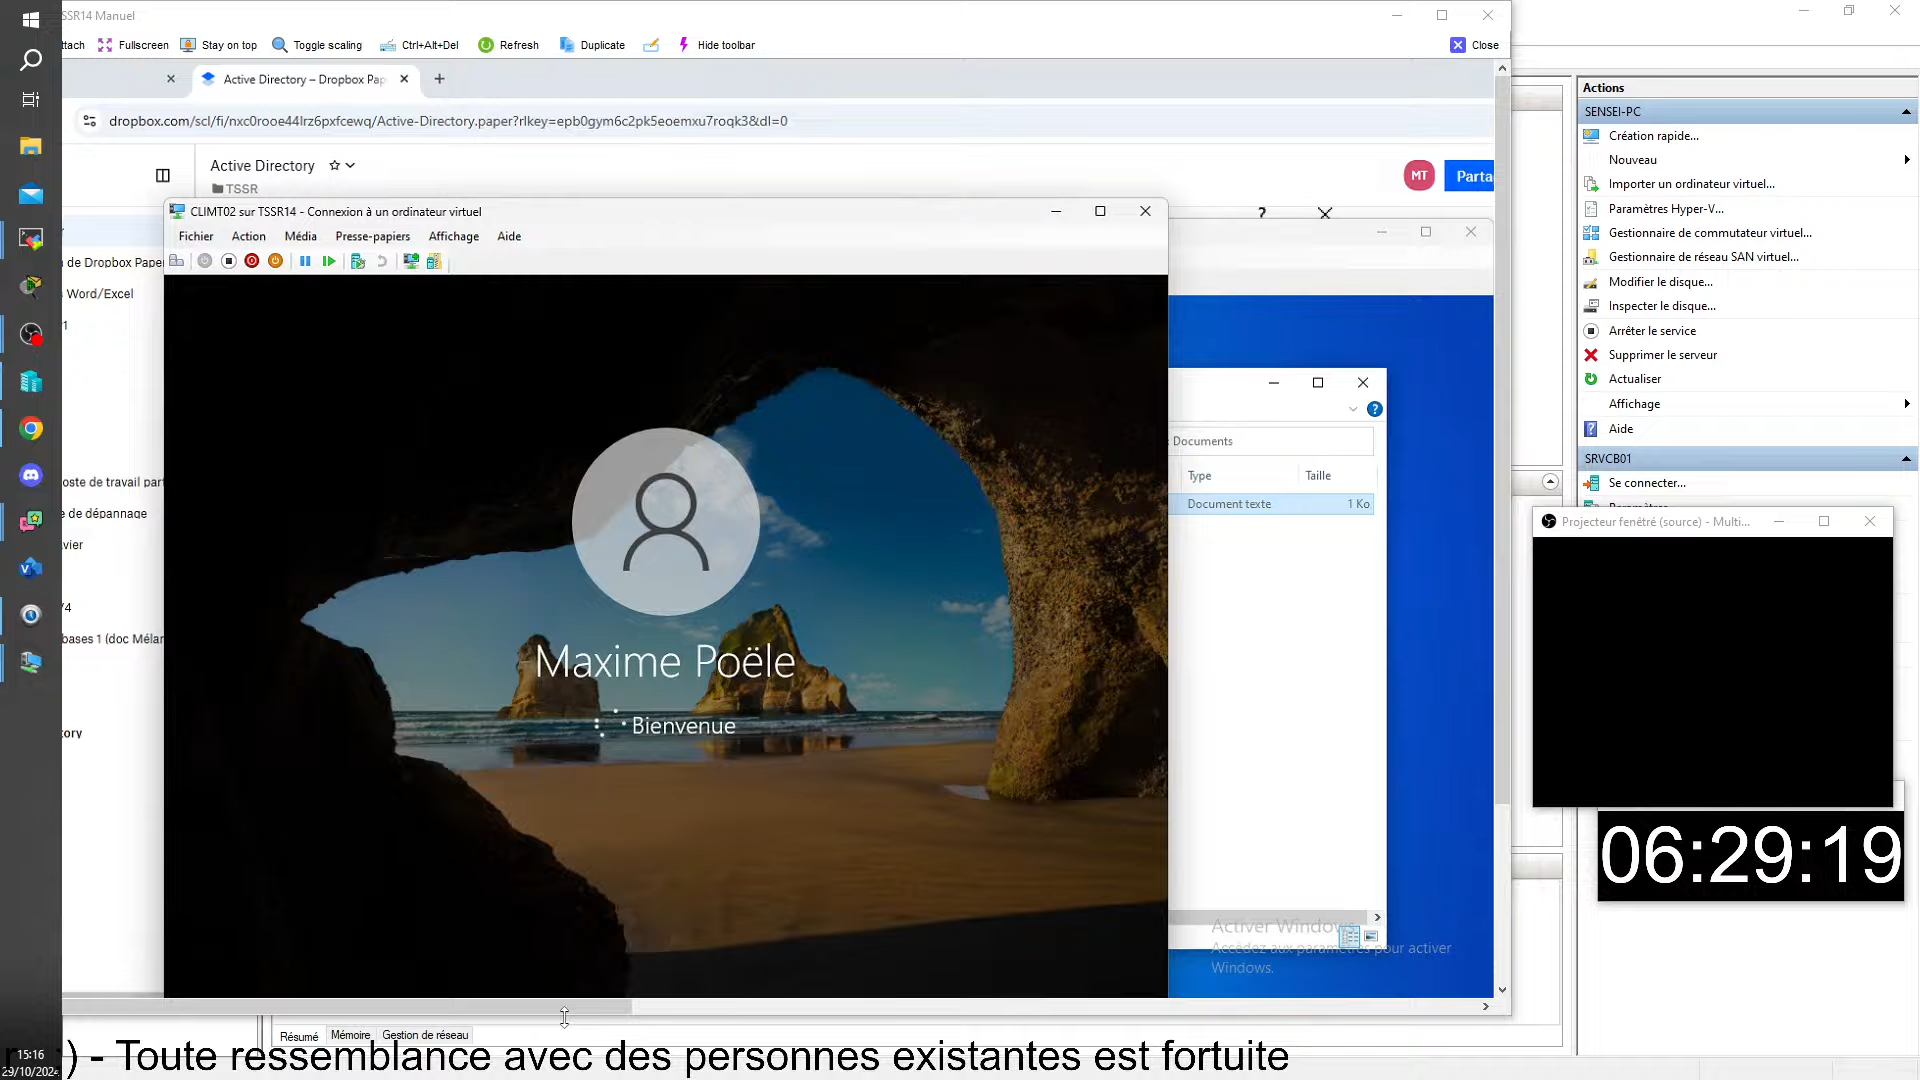 SSR14 Manuel
ttach
Fullscreen
Stay on top
Toggle scaling
Ctrl+Alt+Del
Refresh
Duplicate
Hide toolbar
Close
Active Directory – Dropbox Pap
dropbox.com/scl/fi/nxc0rooe44lrz6pxfcewq/Active-Directory.paper?rlkey=epb0gym6c2pk5eoemxu7roqk3&dl=0
Active Directory
TSSR
MT
Parta
CLIMT02 sur TSSR14 - Connexion à un ordinateur virtuel
Fichier Action Média Presse-papiers Affichage Aide
de Dropbox Paper
Word/Excel
oste de travail part
e de dépannage
vier
/4
bases 1 (doc Mélan
ory
Maxime Poële
Bienvenue
Documents
Type Taille
Document texte 1 Ko
Activer Windows
Accédez aux paramètres pour activer
Windows.
Actions
SENSEI-PC
Création rapide...
Nouveau
Importer un ordinateur virtuel...
Paramètres Hyper-V...
Gestionnaire de commutateur virtuel...
Gestionnaire de réseau SAN virtuel...
Modifier le disque...
Inspecter le disque...
Arrêter le service
Supprimer le serveur
Actualiser
Affichage
Aide
SRVCB01
Se connecter...
Projecteur fenêtré (source) - Multi...
06:29:19
Résumé Mémoire Gestion de réseau
:) - Toute ressemblance avec des personnes existantes est fortuite
15:16
29/10/2024